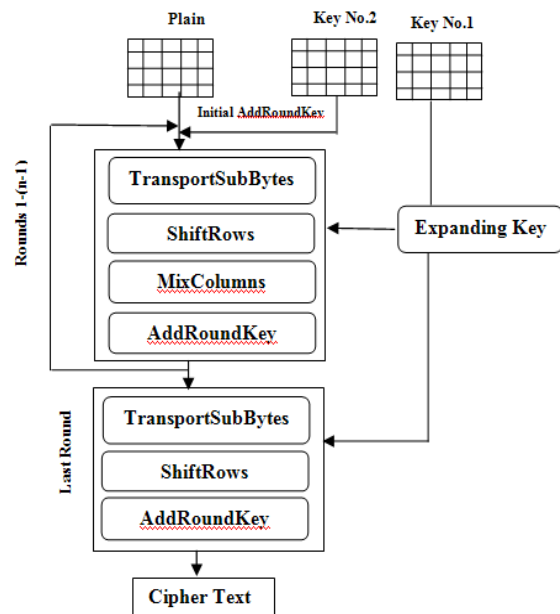 Plain
Key No.2
Key No.1
Initial AddRoundKey
Rounds 1-(n-1)
TransportSubBytes
ShiftRows
MixColumns
AddRoundKey
Expanding Key
Last Round
TransportSubBytes
ShiftRows
AddRoundKey
Cipher Text